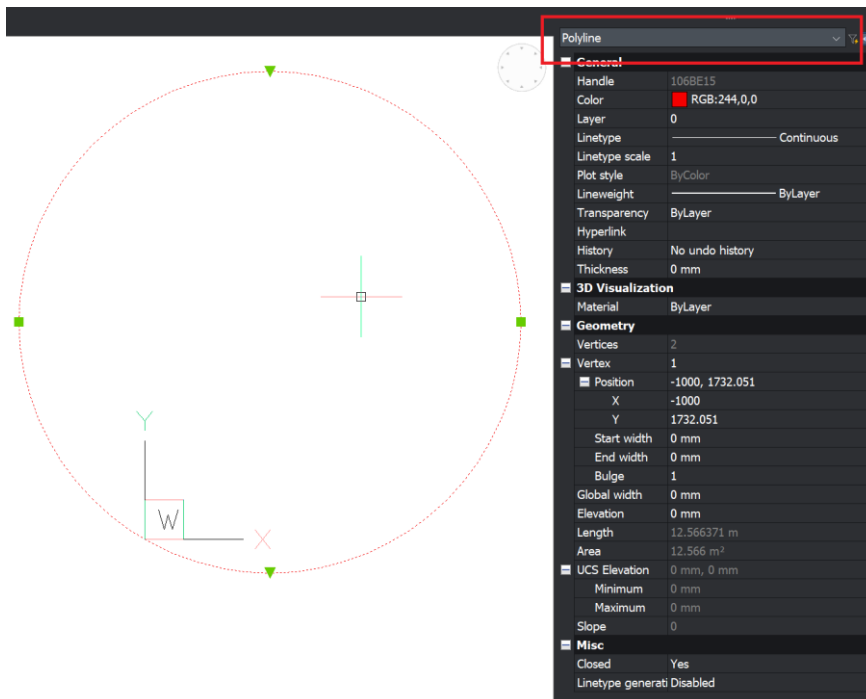 Polyline
General
Handle 106BE15
Color RGB:244,0,0
Layer 0
Linetype Continuous
Linetype scale 1
Plot style ByColor
Lineweight ByLayer
Transparency ByLayer
Hyperlink
History No undo history
Thickness 0 mm
3D Visualization
Material ByLayer
Geometry
Vertices 2
Vertex 1
Position -1000, 1732.051
X -1000
Y 1732.051
Start width 0 mm
End width 0 mm
Bulge 1
Global width 0 mm
Elevation 0 mm
Length 12.566371 m
Area 12.566 m²
UCS Elevation 0 mm, 0 mm
Minimum 0 mm
Maximum 0 mm
Slope 0
Misc
Closed Yes
Linetype generati Disabled
Y
W
X